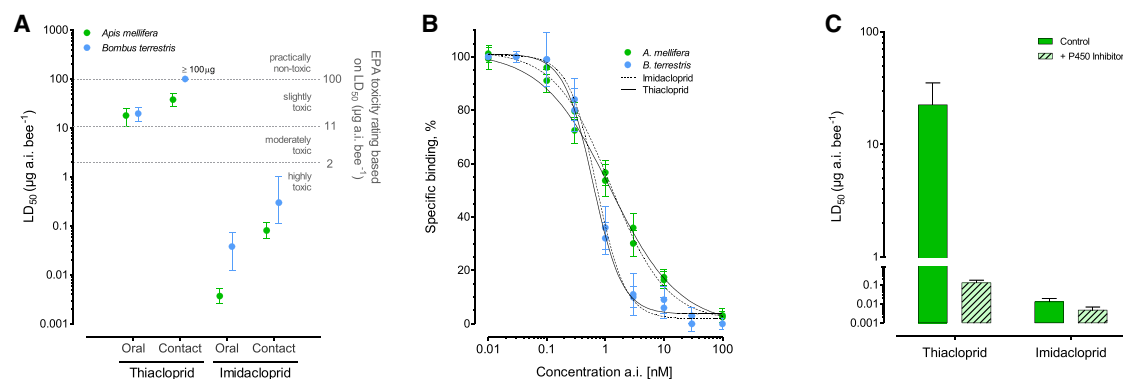 A
Apis mellifera
Bombus terrestris
LD50 (µg a.i. bee-1)
1000
100
10
1
0.1
0.01
0.001
≥ 100µg
practically
non-toxic
slightly
toxic
moderately
toxic
highly
toxic
100
11
2
EPA toxicity rating based
on LD50 (µg a.i. bee-1)
Oral Contact Oral Contact
Thiacloprid Imidacloprid
B
A. mellifera
B. terrestris
Imidacloprid
Thiacloprid
Specific binding, %
100
80
60
40
20
0.01 0.1 1 10 100
Concentration a.i. [nM]
C
Control
+ P450 Inhibitor
LD50 (µg a.i. bee-1)
100
10
1
0.1
0.01
0.001
Thiacloprid Imidacloprid